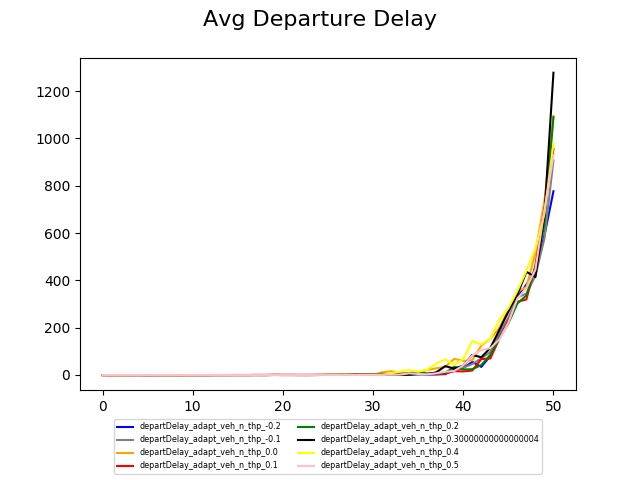 Avg Departure Delay
1200
1000
800
600
400
200
0
0 10 20 30 40 50
departDelay_adapt_veh_n_thp_-0.2
departDelay_adapt_veh_n_thp_-0.1
departDelay_adapt_veh_n_thp_0.0
departDelay_adapt_veh_n_thp_0.1
departDelay_adapt_veh_n_thp_0.2
departDelay_adapt_veh_n_thp_0.30000000000000004
departDelay_adapt_veh_n_thp_0.4
departDelay_adapt_veh_n_thp_0.5